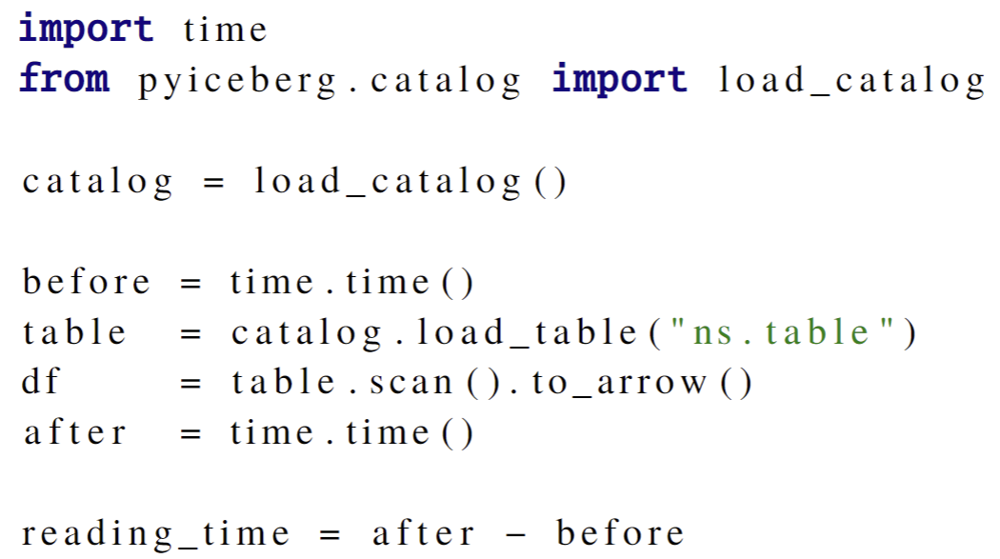 import time
from pyiceberg.catalog import load_catalog
catalog = load_catalog()
before = time.time()
table  = catalog.load_table("ns.table")
df     = table.scan().to_arrow()
after  = time.time()
reading_time = after - before